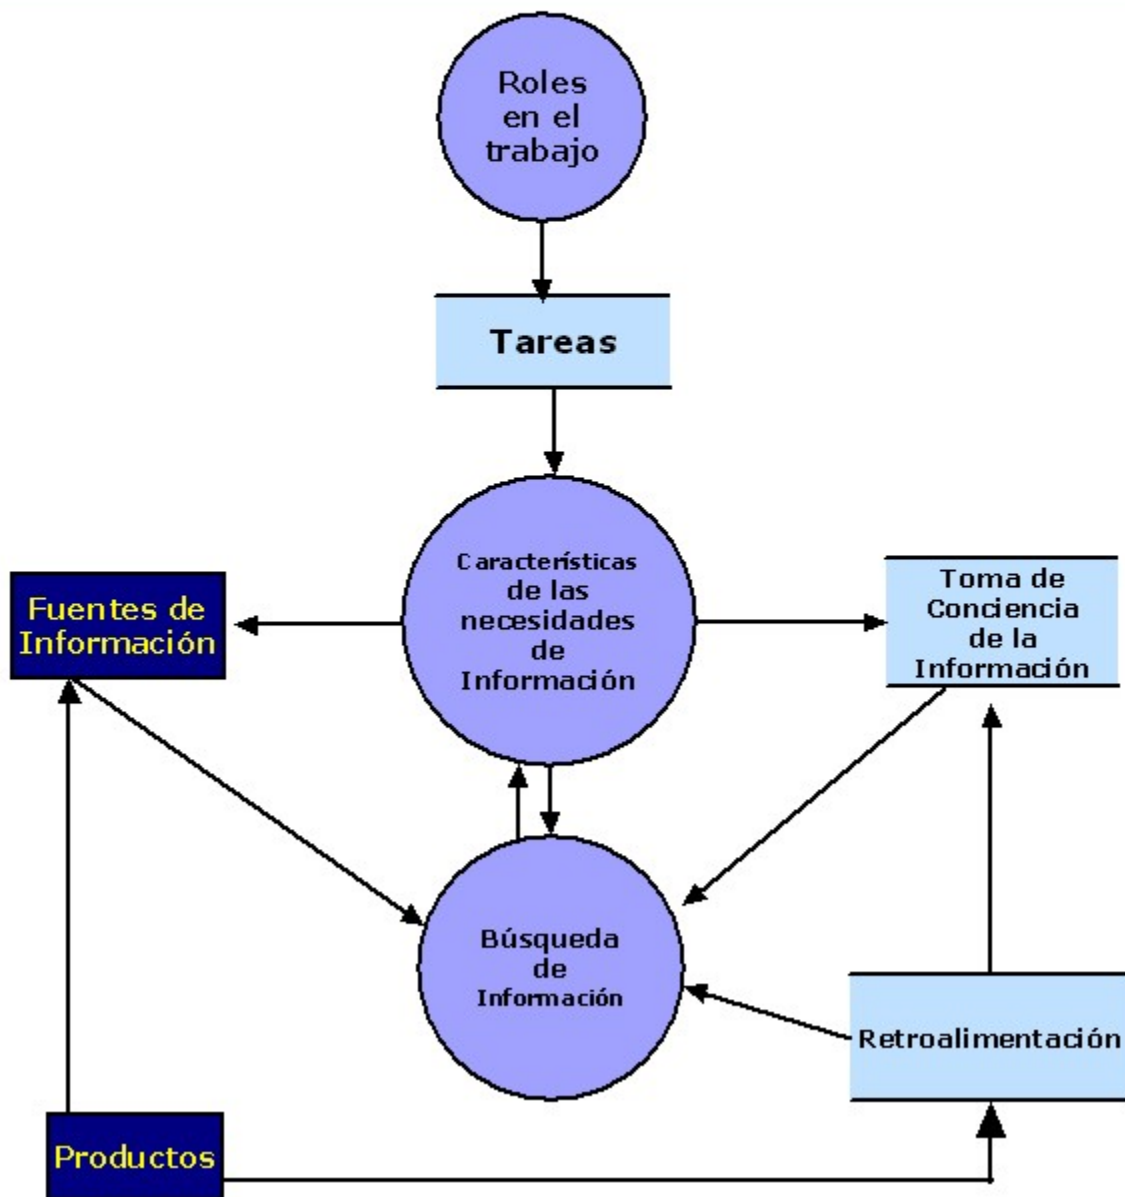 Roles
en el
trabajo
Tareas
Características
de las
necesidades
de
Información
Fuentes de
Información
Toma de
Conciencia
de la
Información
Búsqueda
de
Información
Retroalimentación
Productos